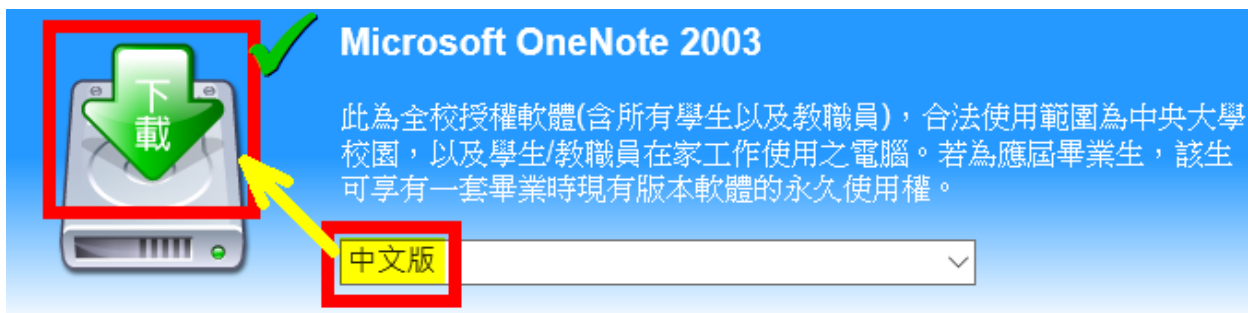 下載
Microsoft OneNote 2003
此為全校授權軟體(含所有學生以及教職員)，合法使用範圍為中央大學
校園，以及學生/教職員在家工作使用之電腦。若為應屆畢業生，該生
可享有一套畢業時現有版本軟體的永久使用權。
中文版